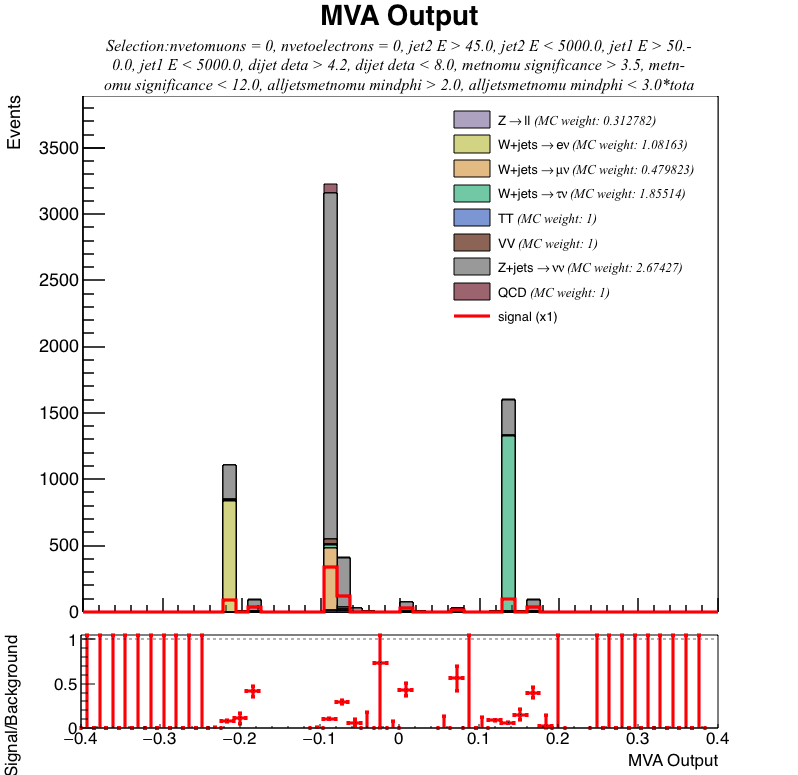 MVA Output
Selection:nvetomuons = 0, nvetoelectrons = 0, jet2 E > 45.0, jet2 E < 5000.0, jet1 E > 50.-
0.0, jet1 E < 5000.0, dijet deta > 4.2, dijet deta < 8.0, metnomu significance > 3.5, metn-
omu significance < 12.0, alljetsmetnomu mindphi > 2.0, alljetsmetnomu mindphi < 3.0*tota
Events
3500
3000
2500
2000
1500
1000
500
0
Z→ll (MC weight: 0.312782)
W+jets→eν (MC weight: 1.08163)
W+jets→μν (MC weight: 0.479823)
W+jets→τν (MC weight: 1.85514)
TT (MC weight: 1)
VV (MC weight: 1)
Z+jets→νν (MC weight: 2.67427)
QCD (MC weight: 1)
signal (x1)
Signal/Background
1
0.5
0
−0.4 −0.3 −0.2 −0.1 0 0.1 0.2 0.3 0.4
MVA Output